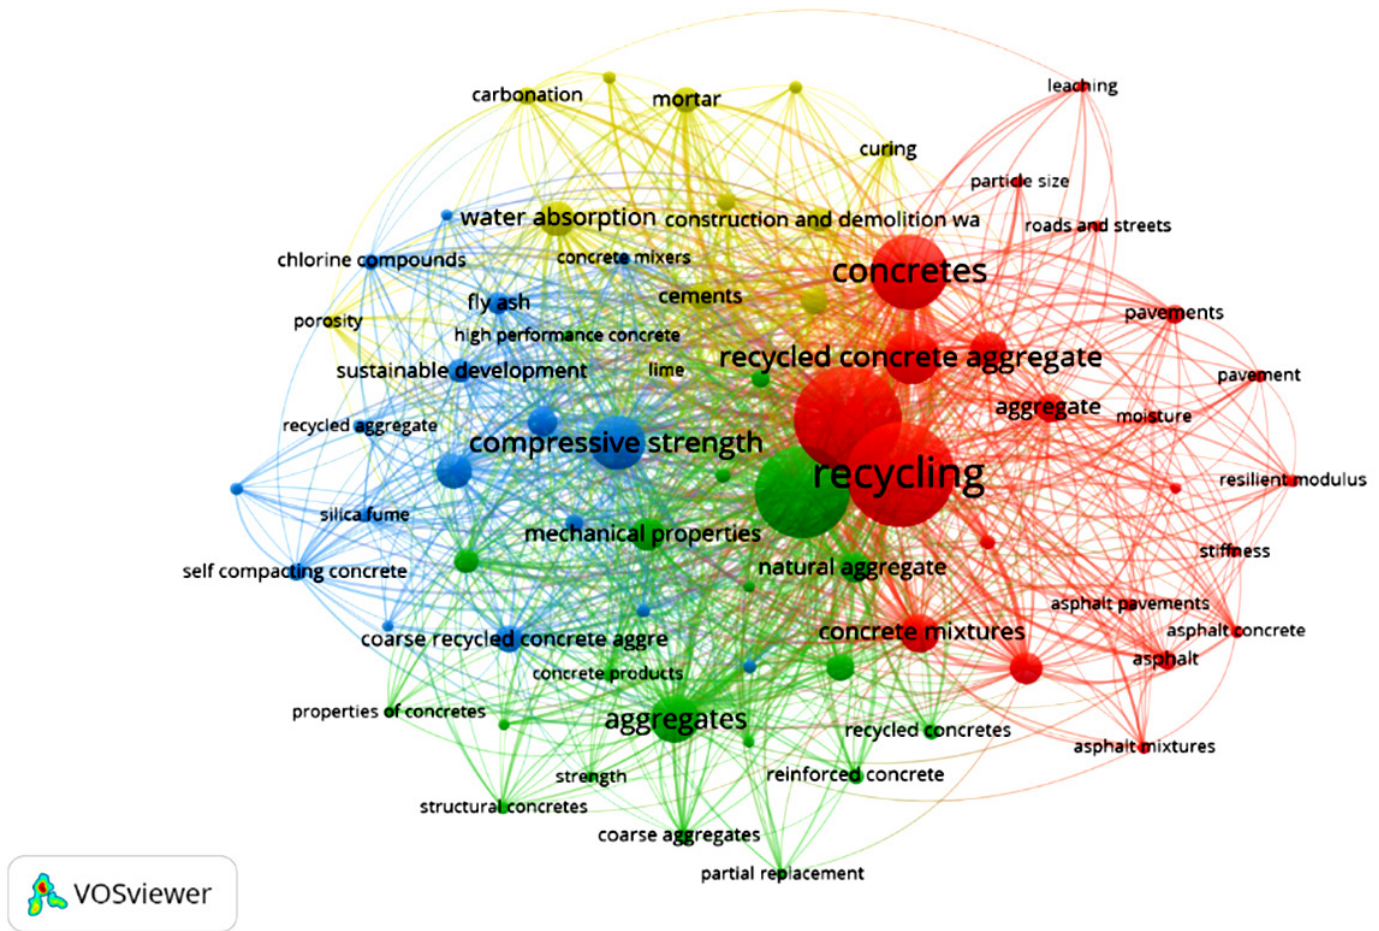 leaching
carbonation
mortar
curing
particle size
water absorption
construction and demolition wa
roads and streets
chlorine compounds
concrete mixers
concretes
fly ash
cements
pavements
porosity
high performance concrete
recycled concrete aggregate
sustainable development
lime
pavement
aggregate
moisture
recycled aggregate
compressive strength
recycling
resilient modulus
silica fume
mechanical properties
stiffness
self compacting concrete
natural aggregate
asphalt pavements
concrete mixtures
asphalt concrete
coarse recycled concrete aggre
asphalt
concrete products
properties of concretes
aggregates
recycled concretes
asphalt mixtures
strength
reinforced concrete
structural concretes
coarse aggregates
partial replacement
VOSviewer